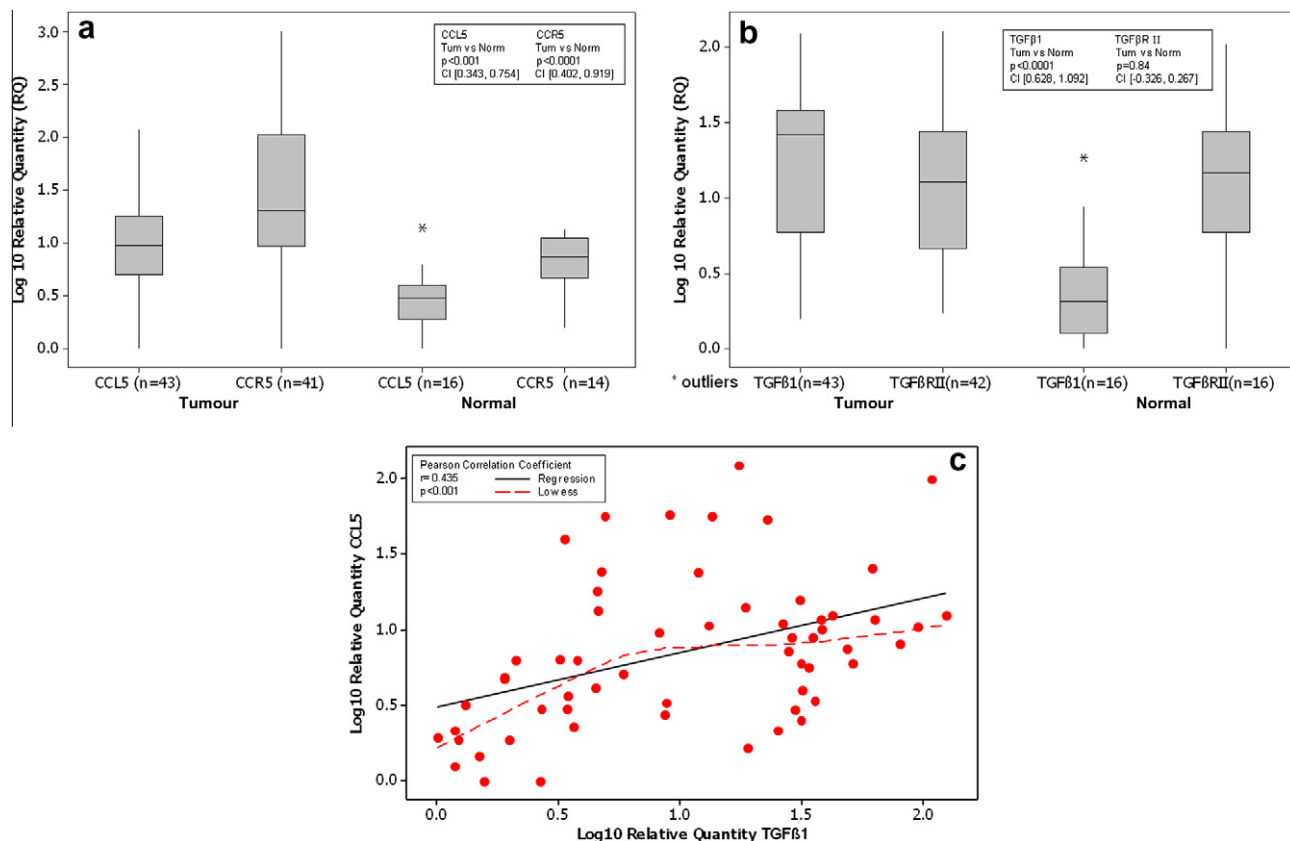 a
CCL5 CCR5
Tum vs Norm Tum vs Norm
p<0.001 p<0.0001
CI [0.343, 0.754) CI [0.402, 0.919]
Log 10 Relative Quantity (RQ)
3.0
2.5
2.0
1.5
1.0
0.5
0.0
*
CCL5 (n=43) CCR5 (n=41) CCL5 (n=16) CCR5 (n=14)
Tumour Normal
b
TGFβ1 TGFβR II
Tum vs Norm Tum vs Norm
p<0.0001 p=0.84
CI [0.628, 1.092] CI [-0.326, 0.267]
Log 10 Relative Quantity (RQ)
2.0
1.5
1.0
0.5
0.0
*
* outliers TGFß1(n=43) TGFßRII(n=42) TGFß1(n=16) TGFßRII(n=16)
Tumour Normal
c
Pearson Correlation Coefficient
r= 0.435 Regression
p<0.001 Lowess
Log10 Relative Quantity CCL5
2.0
1.5
1.0
0.5
0.0
0.0 0.5 1.0 1.5 2.0
Log10 Relative Quantity TGFß1